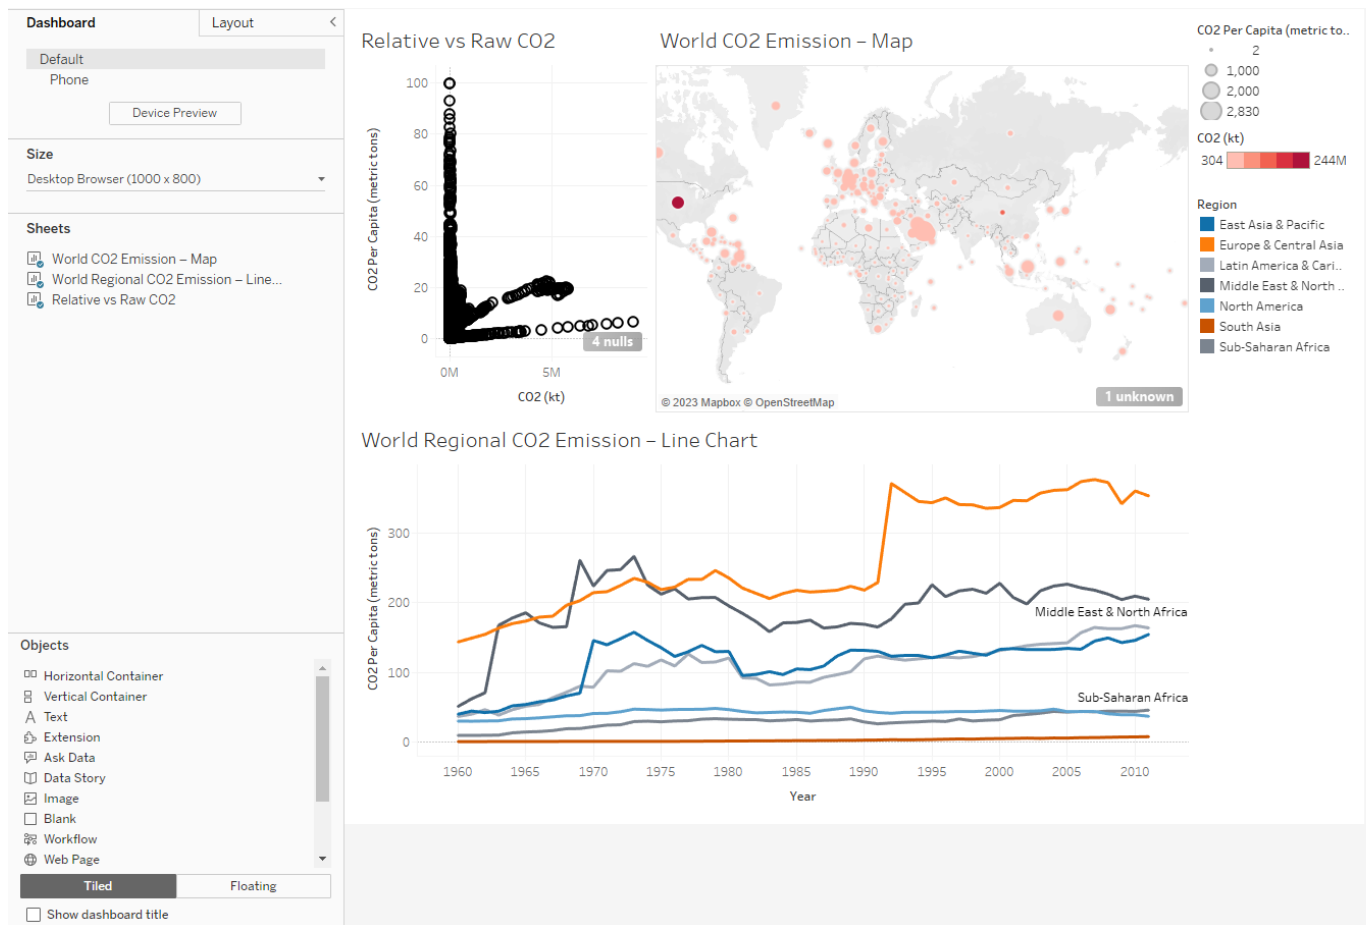 Dashboard
Layout
Default
Phone
Device Preview
Size
Desktop Browser (1000 x 800)
Sheets
World CO2 Emission – Map
World Regional CO2 Emission – Line...
Relative vs Raw CO2
Objects
Horizontal Container
Vertical Container
Text
Extension
Ask Data
Data Story
Image
Blank
Workflow
Web Page
Tiled
Floating
Show dashboard title
Relative vs Raw CO2
CO2 Per Capita (metric tons)
100
80
60
40
20
0
4 nulls
0M
5M
CO2 (kt)
World CO2 Emission – Map
© 2023 Mapbox © OpenStreetMap
1 unknown
CO2 Per Capita (metric to..
2
1,000
2,000
2,830
CO2 (kt)
304
244M
Region
East Asia & Pacific
Europe & Central Asia
Latin America & Cari..
Middle East & North ..
North America
South Asia
Sub-Saharan Africa
World Regional CO2 Emission – Line Chart
CO2 Per Capita (metric tons)
300
200
100
0
Middle East & North Africa
Sub-Saharan Africa
1960
1965
1970
1975
1980
1985
1990
1995
2000
2005
2010
Year